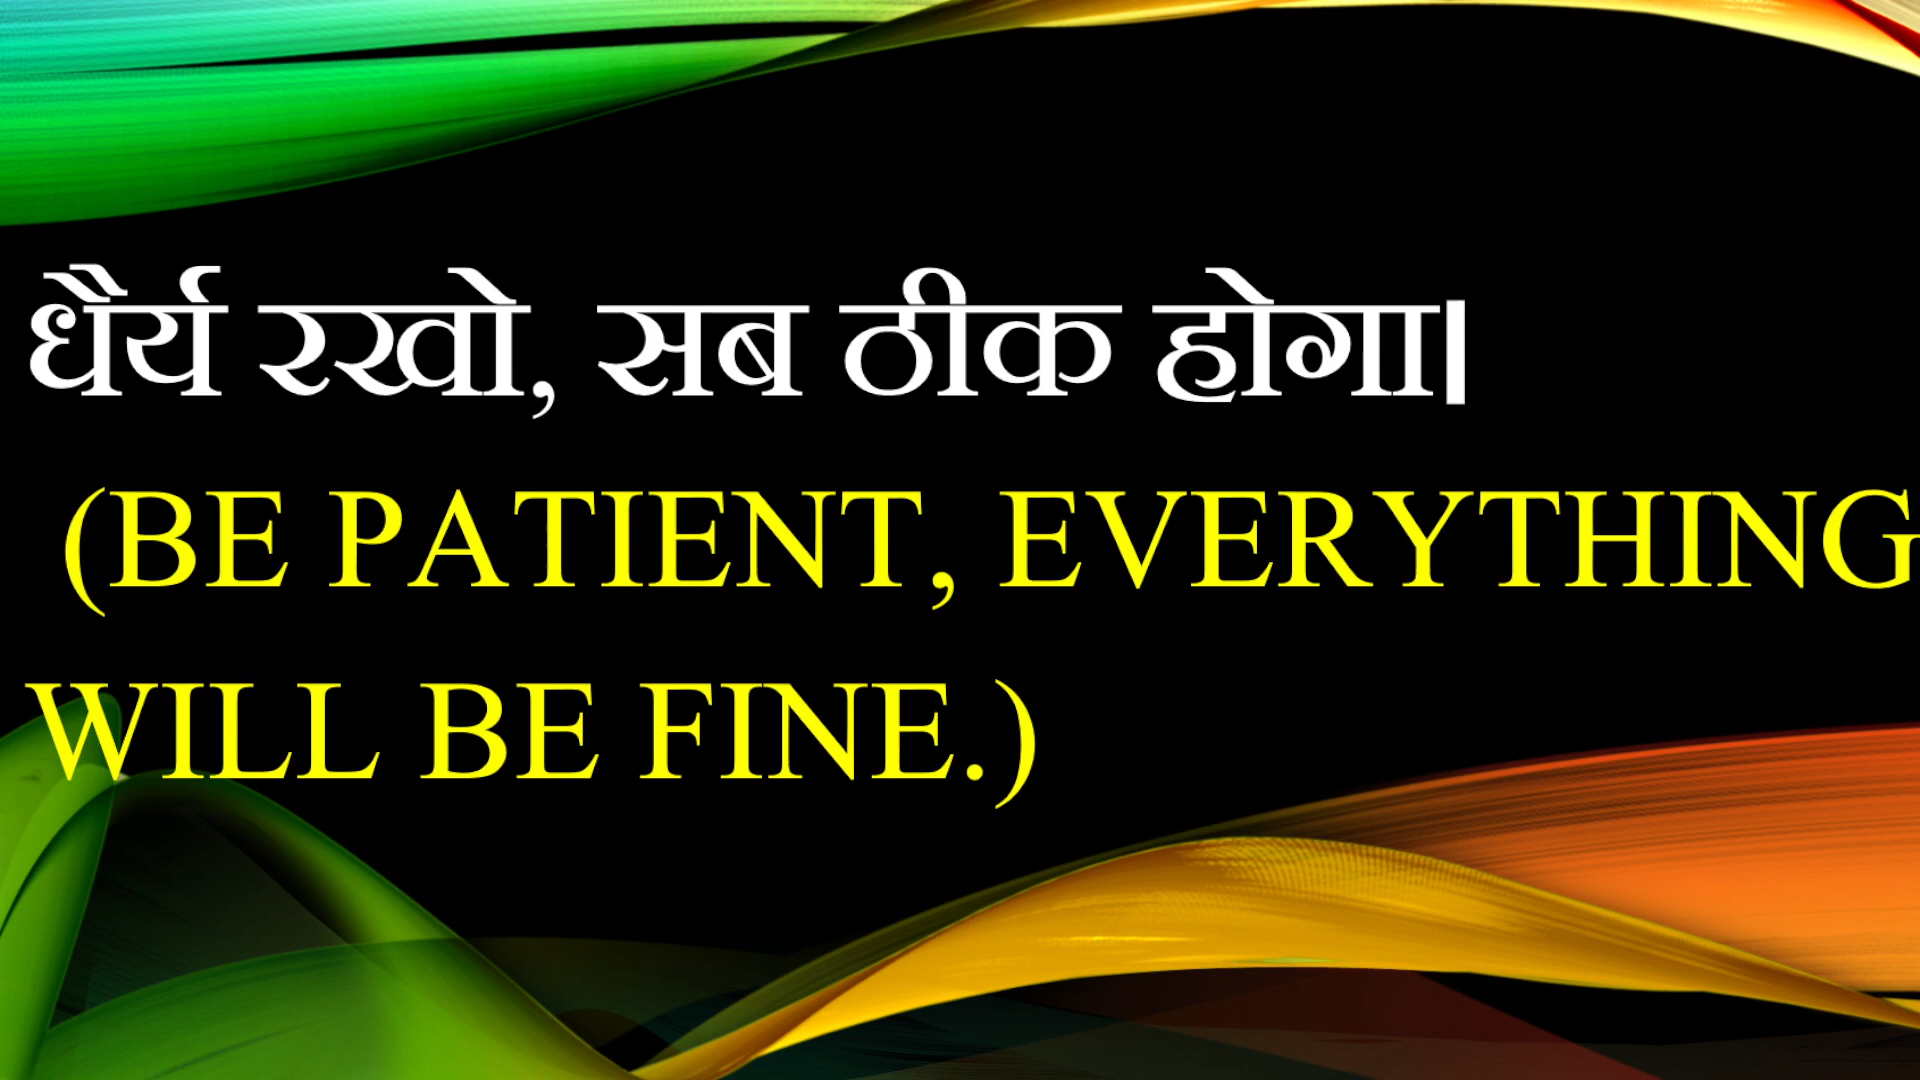 धैर्य रखो, सब ठीक होगा।
(BE PATIENT, EVERYTHING
WILL BE FINE.)